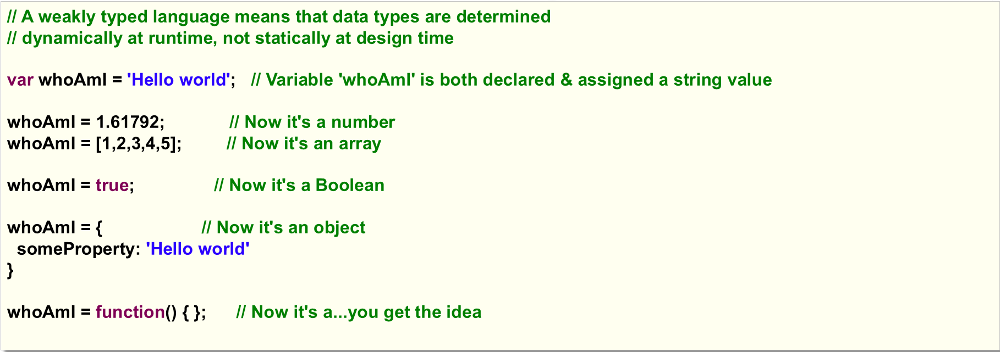 // A weakly typed language means that data types are determined
// dynamically at runtime, not statically at design time
var whoAmI = 'Hello world';   // Variable 'whoAmI' is both declared & assigned a string value
whoAmI = 1.61792;             // Now it's a number
whoAmI = [1,2,3,4,5];         // Now it's an array
whoAmI = true;                // Now it's a Boolean
whoAmI = {                    // Now it's an object
  someProperty: 'Hello world'
}
whoAmI = function() { };      // Now it's a...you get the idea